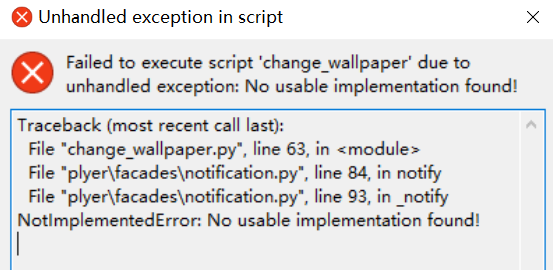 Unhandled exception in script
Failed to execute script 'change_wallpaper' due to
unhandled exception: No usable implementation found!
Traceback (most recent call last):
File "change_wallpaper.py", line 63, in <module>
File "plyer\facades\notification.py", line 84, in notify
File "plyer\facades\notification.py", line 93, in _notify
NotImplementedError: No usable implementation found!